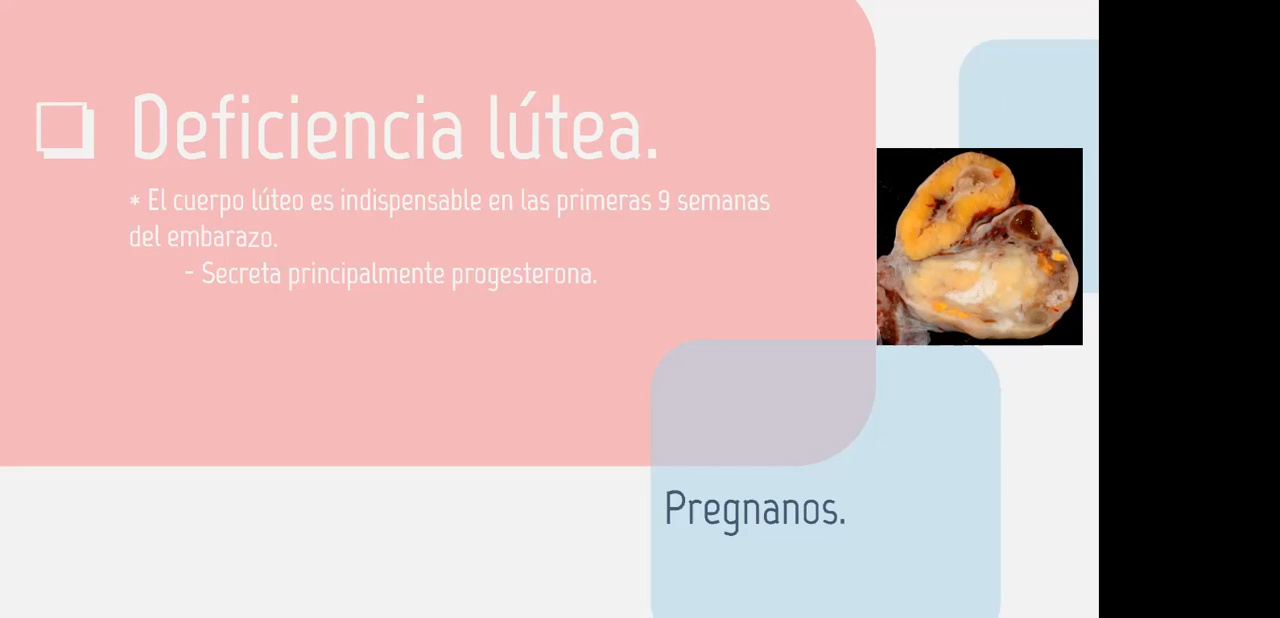 Deficiencia lútea.
* El cuerpo lúteo es indispensable en las primeras 9 semanas
del embarazo.
- Secreta principalmente progesterona.
Pregnanos.